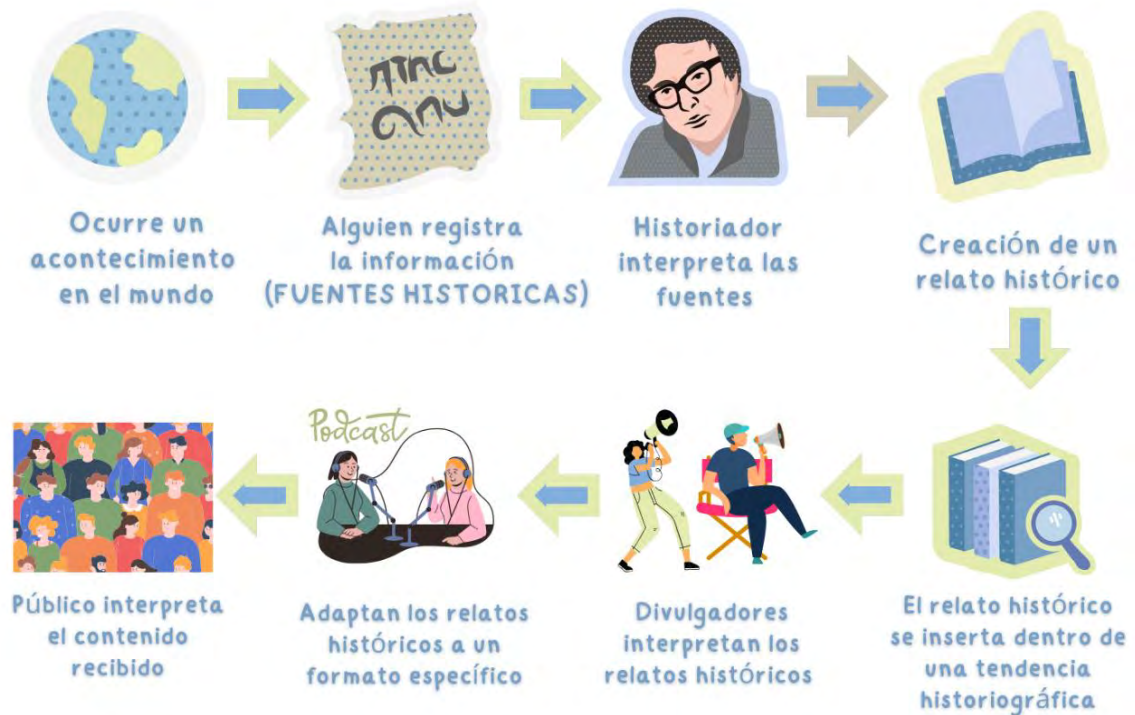 Ocurre un
acontecimiento
en el mundo
Alguien registra
la información
(FUENTES HISTORICAS)
Historiador
interpreta las
fuentes
Creación de un
relato histórico
El relato histórico
se inserta dentro de
una tendencia
historiográfica
Divulgadores
interpretan los
relatos históricos
Podcast
Adaptan los relatos
históricos a un
formato específico
Público interpreta
el contenido
recibido